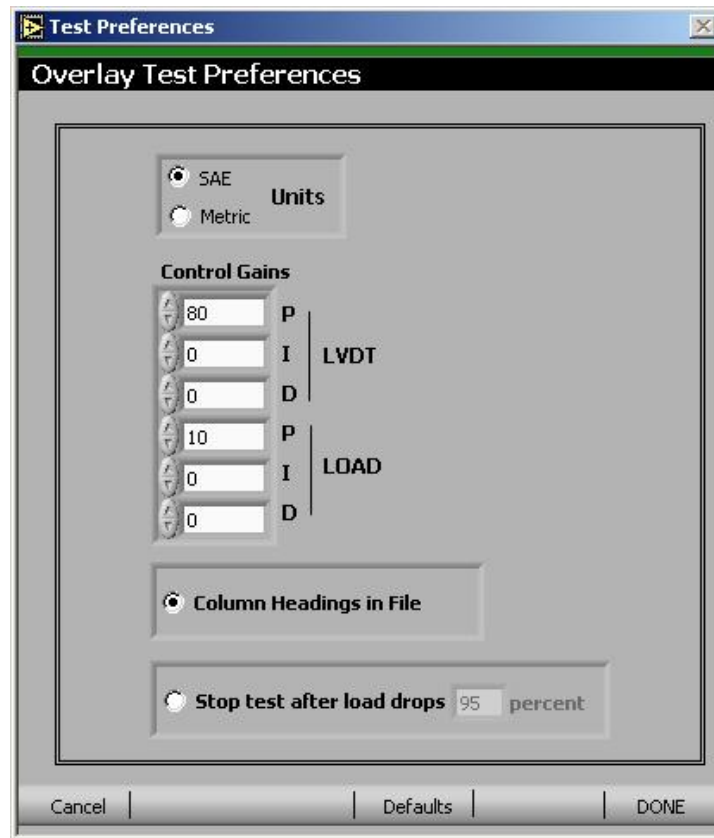 Test Preferences
Overlay Test Preferences
SAE
Units
Metric
Control Gains
80 P
0 I LVDT
0 D
10 P
0 I LOAD
0 D
Column Headings in File
Stop test after load drops 95 percent
Cancel Defaults DONE